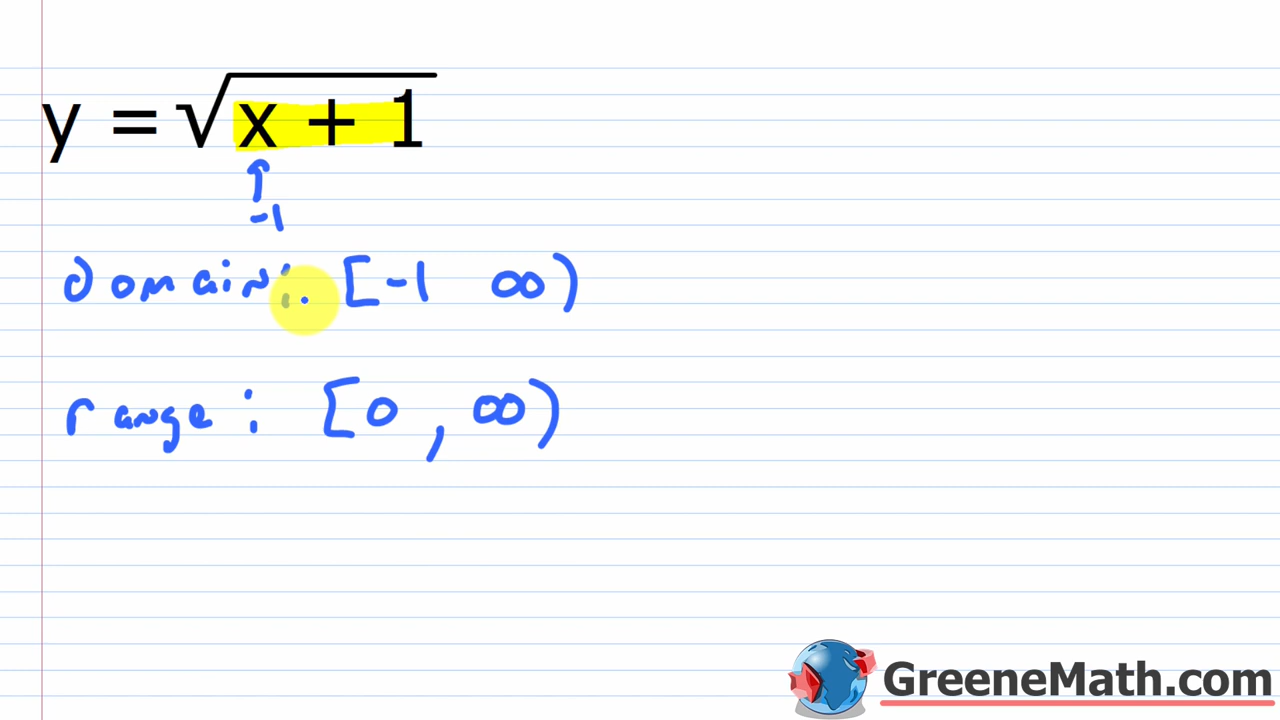 y = √x + 1
-1
domain: [-1 ∞)
range: [0, ∞)
GreeneMath.com